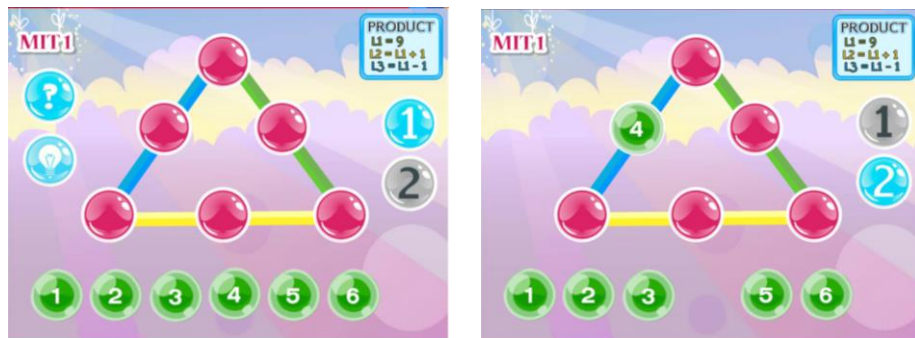 MIT 1
PRODUCT
L1 = 9
L2 = L1 + 1
L3 = L1 - 1
?
1
2
1 2 3 4 5 6
MIT 1
PRODUCT
L1 = 9
L2 = L1 + 1
L3 = L1 - 1
4
1
2
1 2 3 5 6